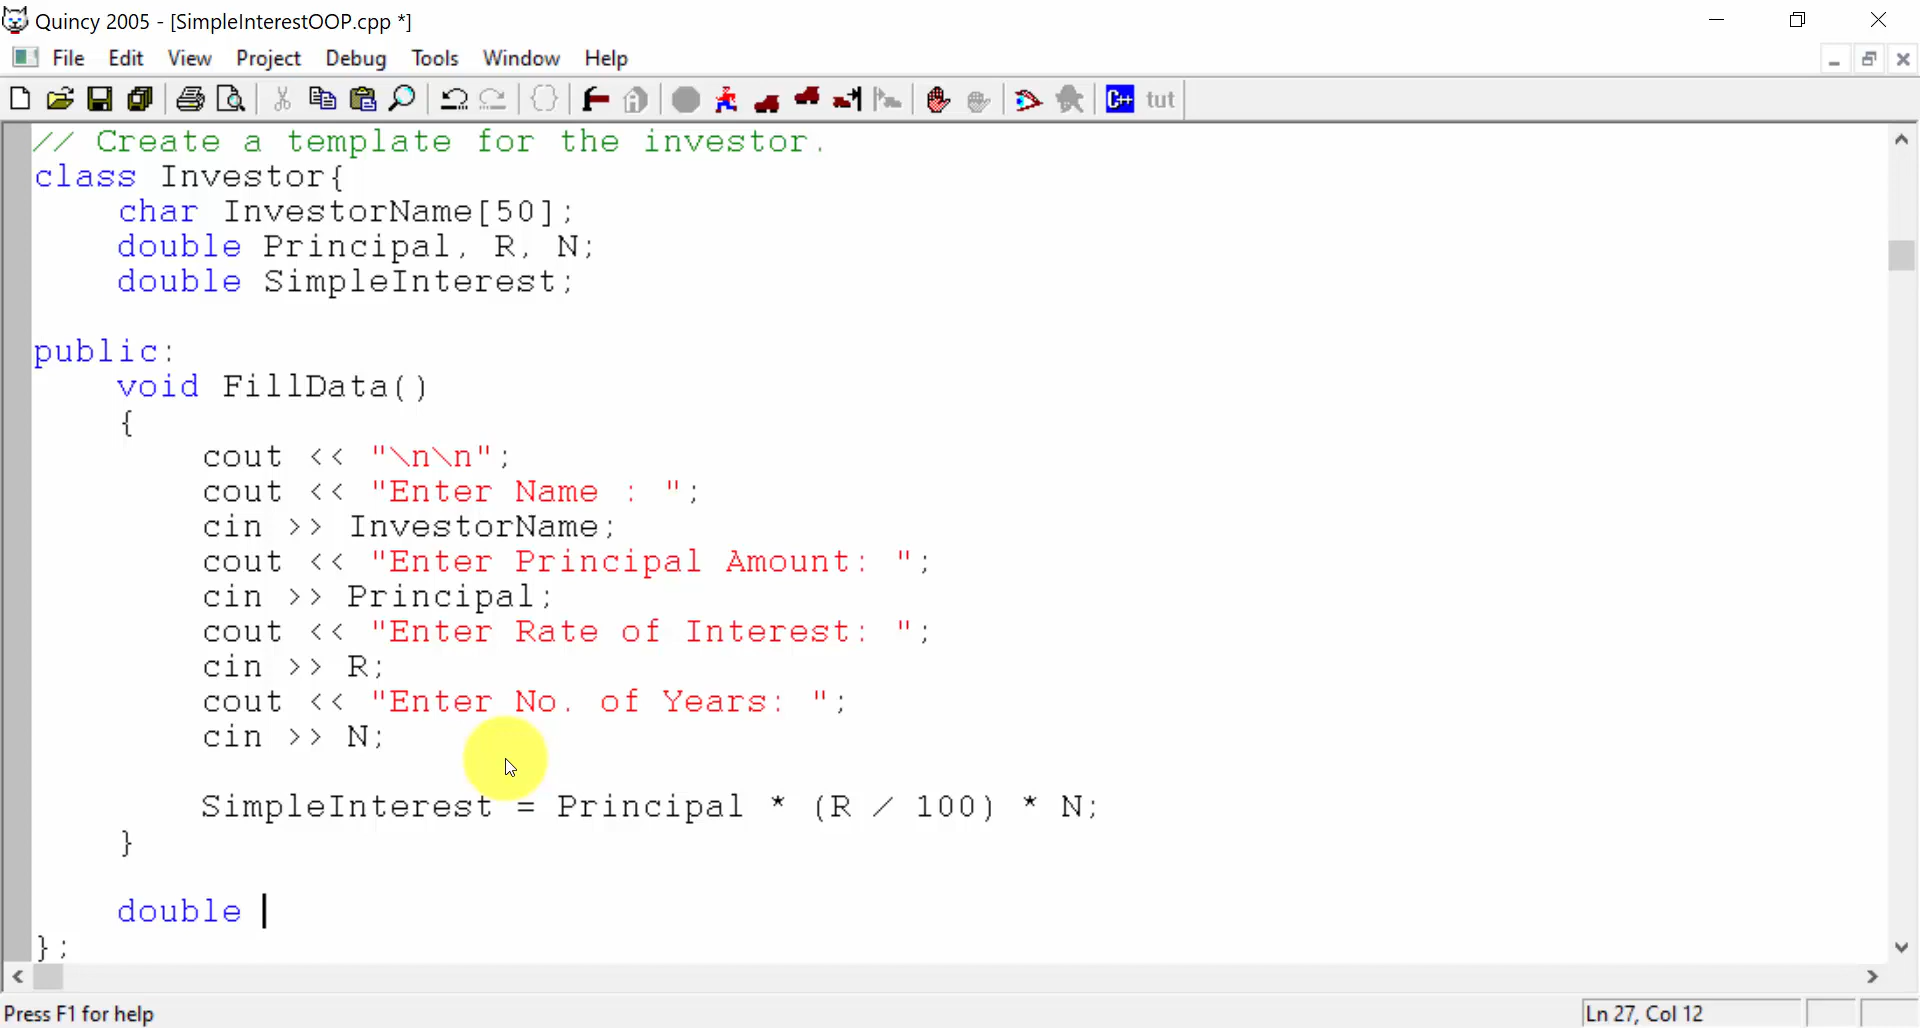 Quincy 2005 - [SimpleInterestOOP.cpp *]
File Edit View Project Debug Tools Window Help
C++ tut
// Create a template for the investor.
class Investor{
char InvestorName[50];
double Principal, R, N;
double SimpleInterest;
public:
void FillData()
{
cout << "\n\n";
cout << "Enter Name : ";
cin >> InvestorName;
cout << "Enter Principal Amount: ";
cin >> Principal;
cout << "Enter Rate of Interest: ";
cin >> R;
cout << "Enter No. of Years: ";
cin >> N;
SimpleInterest = Principal * (R / 100) * N;
}
double
};
Press F1 for help
Ln 27, Col 12